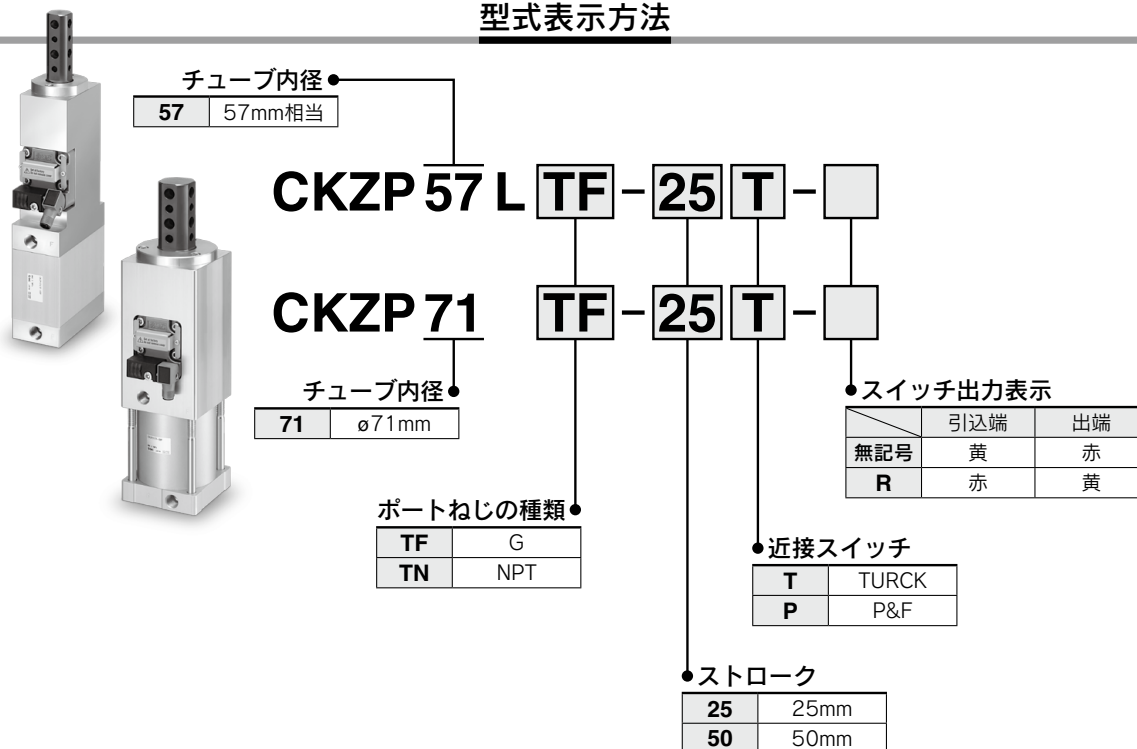 型式表示方法
チューブ内径
57 57mm相当
CKZP 57 L TF - 25 T -
CKZP 71 TF - 25 T -
チューブ内径
71 ø71mm
スイッチ出力表示
引込端 出端
無記号 黄 赤
R 赤 黄
ポートねじの種類
TF G
TN NPT
近接スイッチ
T TURCK
P P&F
ストローク
25 25mm
50 50mm